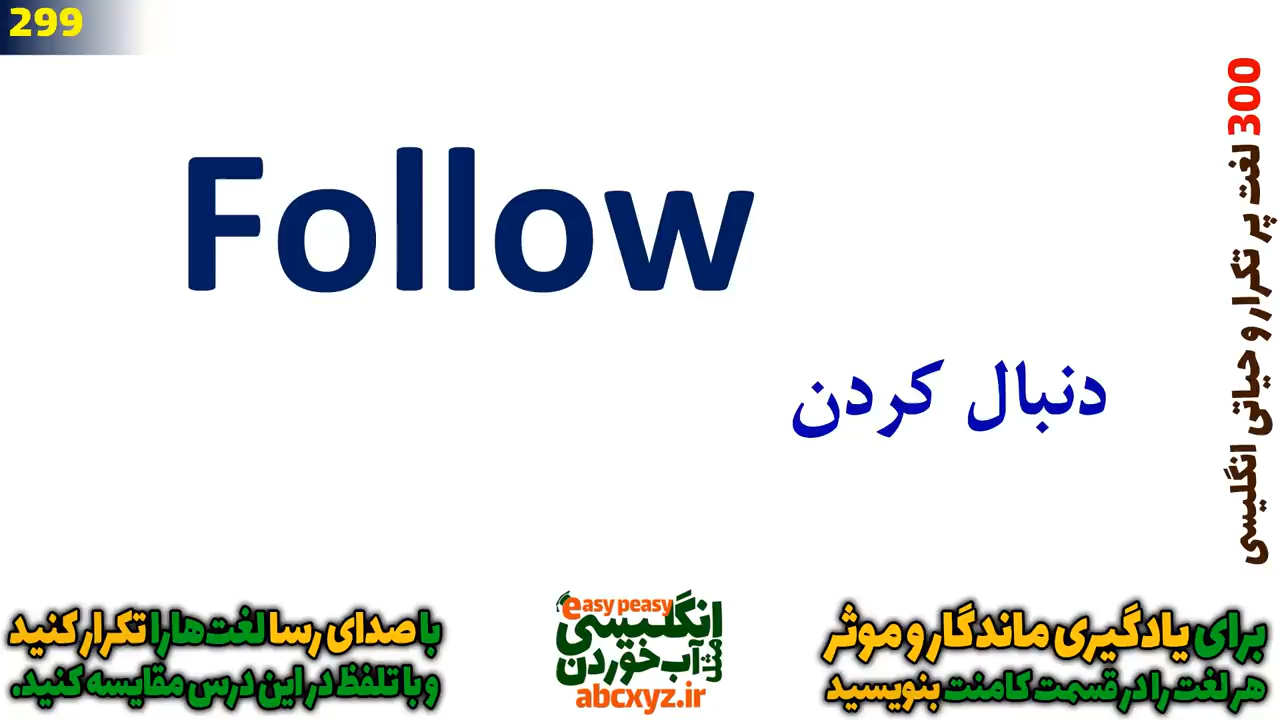 299
Follow
دنبال کردن
300 لغت پر تکرار و حیاتی انگلیسی
برای یادگیری ماندگار و موثر
هر لغت را در قسمت کامنت بنویسید
easy peasy
انگلیسی
مثل آب خوردن
abcxyz.ir
با صدای رسا لغت‌ها را تکرار کنید
و با تلفظ در این درس مقایسه کنید.